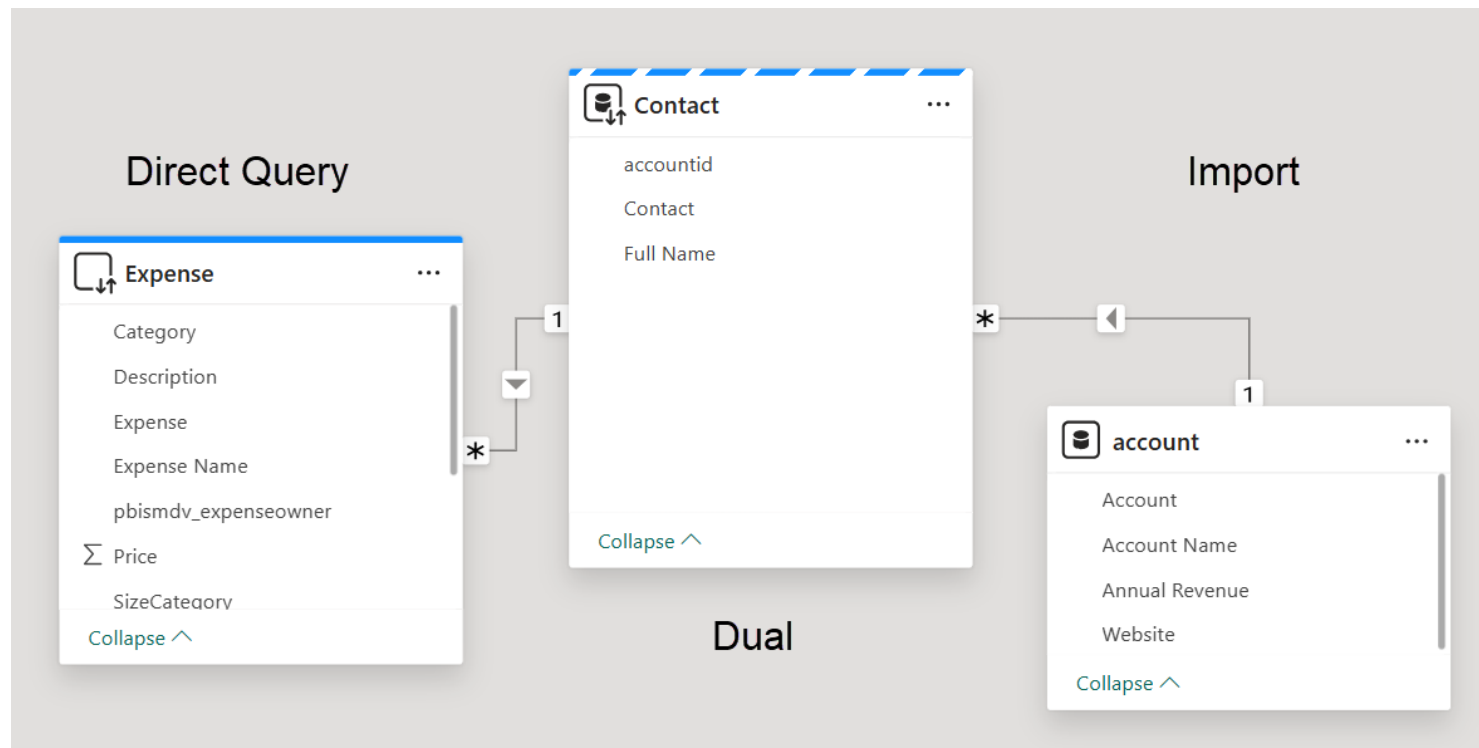 Direct Query
Expense
Category
Description
Expense
Expense Name
pbismdv_expenseowner
Σ Price
SizeCategory
Collapse
1
*
Contact
accountid
Contact
Full Name
Collapse
Dual
*
1
Import
account
Account
Account Name
Annual Revenue
Website
Collapse